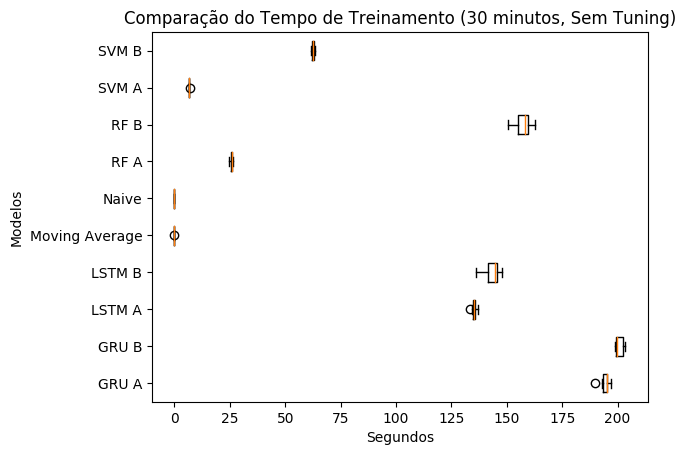 Comparação do Tempo de Treinamento (30 minutos, Sem Tuning)
Modelos
SVM B
SVM A
RF B
RF A
Naive
Moving Average
LSTM B
LSTM A
GRU B
GRU A
0 25 50 75 100 125 150 175 200
Segundos